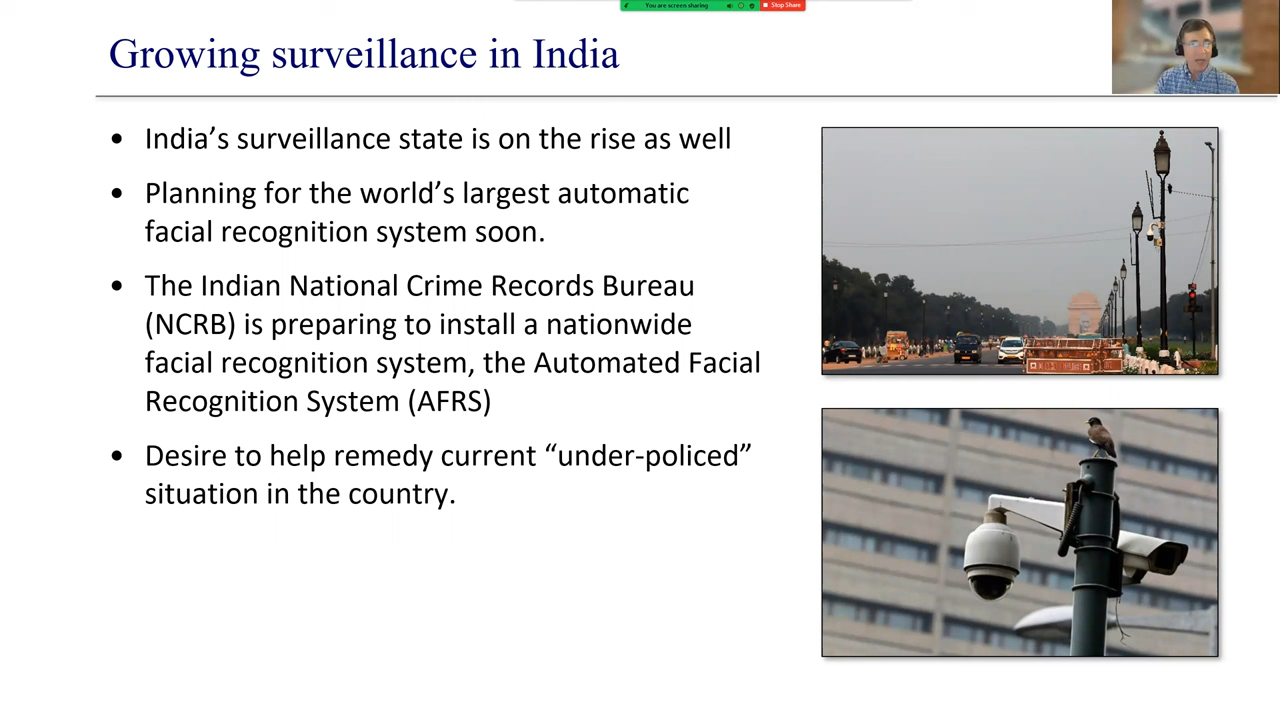 You are screen sharing
Stop Share
Growing surveillance in India
• India’s surveillance state is on the rise as well
• Planning for the world’s largest automatic
facial recognition system soon.
• The Indian National Crime Records Bureau
(NCRB) is preparing to install a nationwide
facial recognition system, the Automated Facial
Recognition System (AFRS)
• Desire to help remedy current “under-policed”
situation in the country.